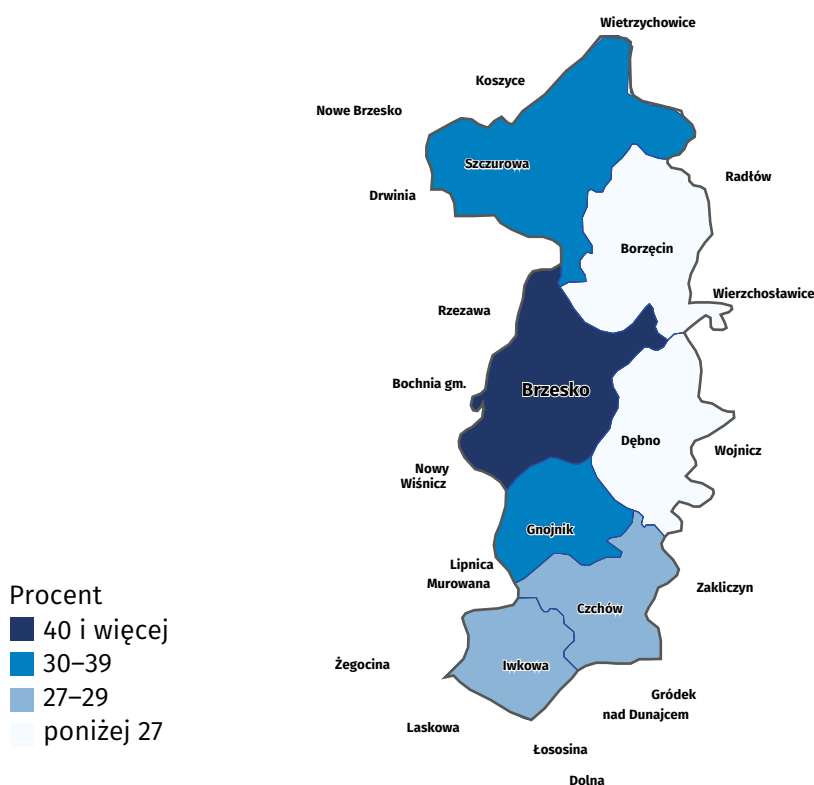 Wietrzychowice
Koszyce
Nowe Brzesko
Szczurowa
Radłów
Drwinia
Borzęcin
Wierzchosławice
Rzezawa
Bochnia gm.
Brzesko
Dębno
Wojnicz
Nowy
Wiśnicz
Gnojnik
Lipnica
Murowana
Zakliczyn
Czchów
Żegocina
Iwkowa
Gródek
nad Dunajcem
Laskowa
Łososina
Dolna
Procent
40 i więcej
30–39
27–29
poniżej 27